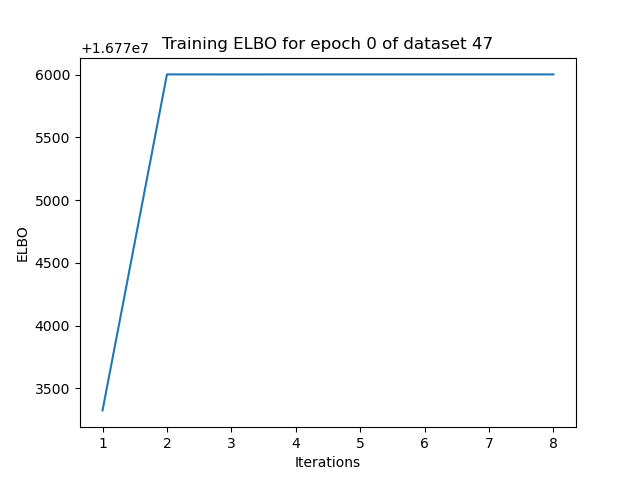 Training ELBO for epoch 0 of dataset 47
+1.677e7
6000
5500
5000
4500
4000
3500
ELBO
1 2 3 4 5 6 7 8
Iterations